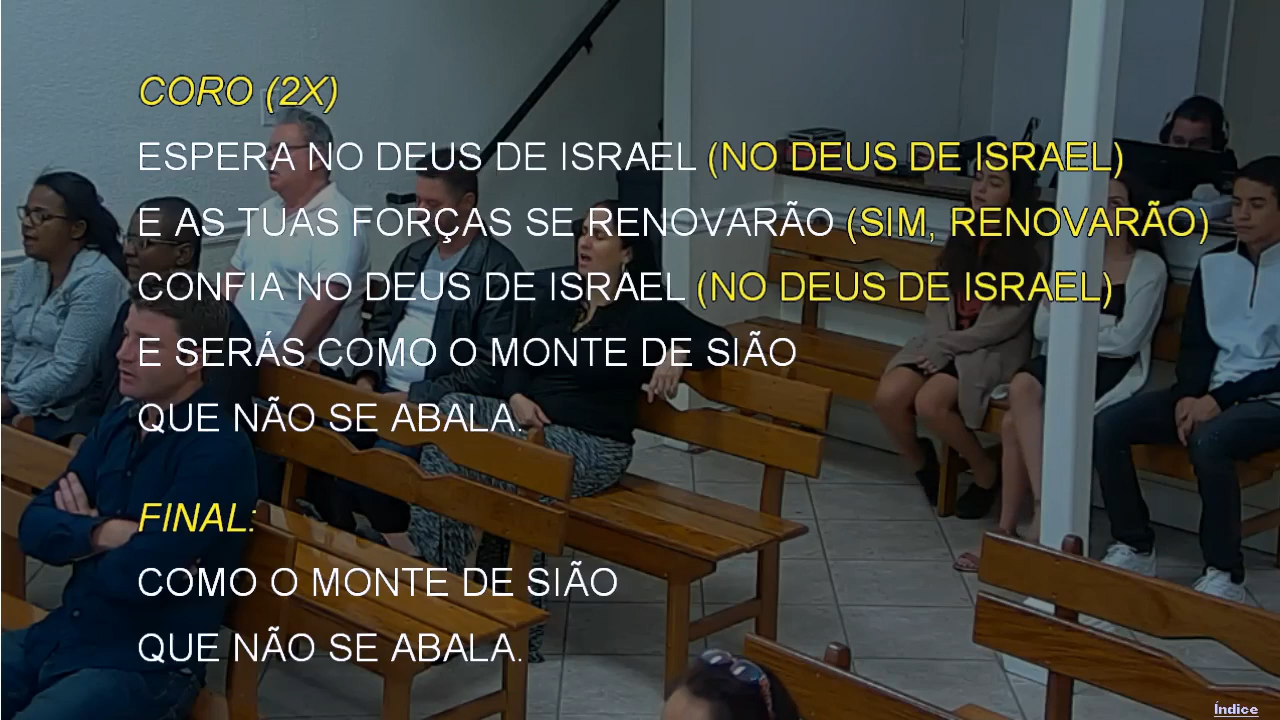 CORO (2X)
ESPERA NO DEUS DE ISRAEL (NO DEUS DE ISRAEL)
E AS TUAS FORÇAS SE RENOVARÃO (SIM, RENOVARÃO)
CONFIA NO DEUS DE ISRAEL (NO DEUS DE ISRAEL)
E SERÁS COMO O MONTE DE SIÃO
QUE NÃO SE ABALA.
FINAL:
COMO O MONTE DE SIÃO
QUE NÃO SE ABALA.
Índice